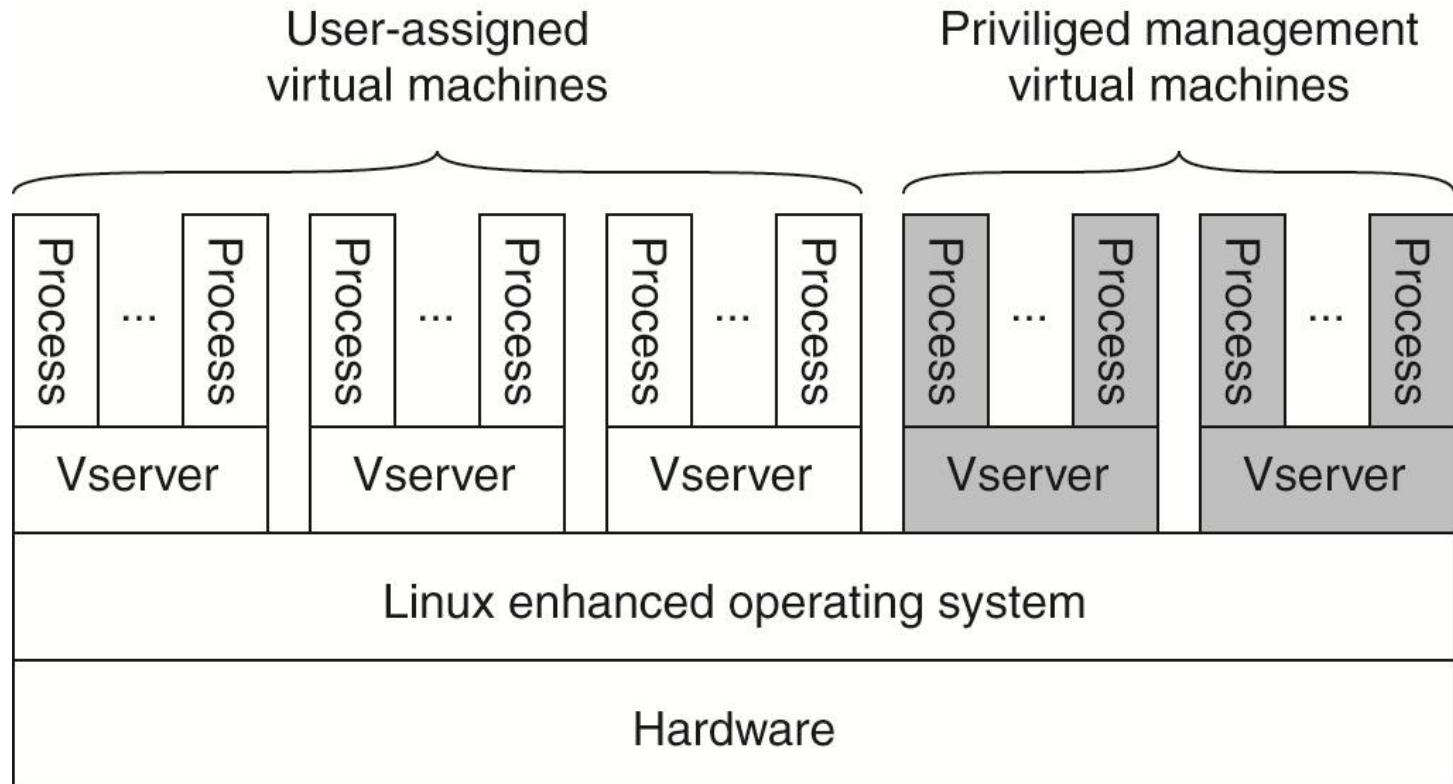 User-assigned
virtual machines
Priviliged management
virtual machines
Process ... Process Process ... Process Process ... Process Process ... Process Process ... Process
Vserver Vserver Vserver Vserver Vserver
Linux enhanced operating system
Hardware